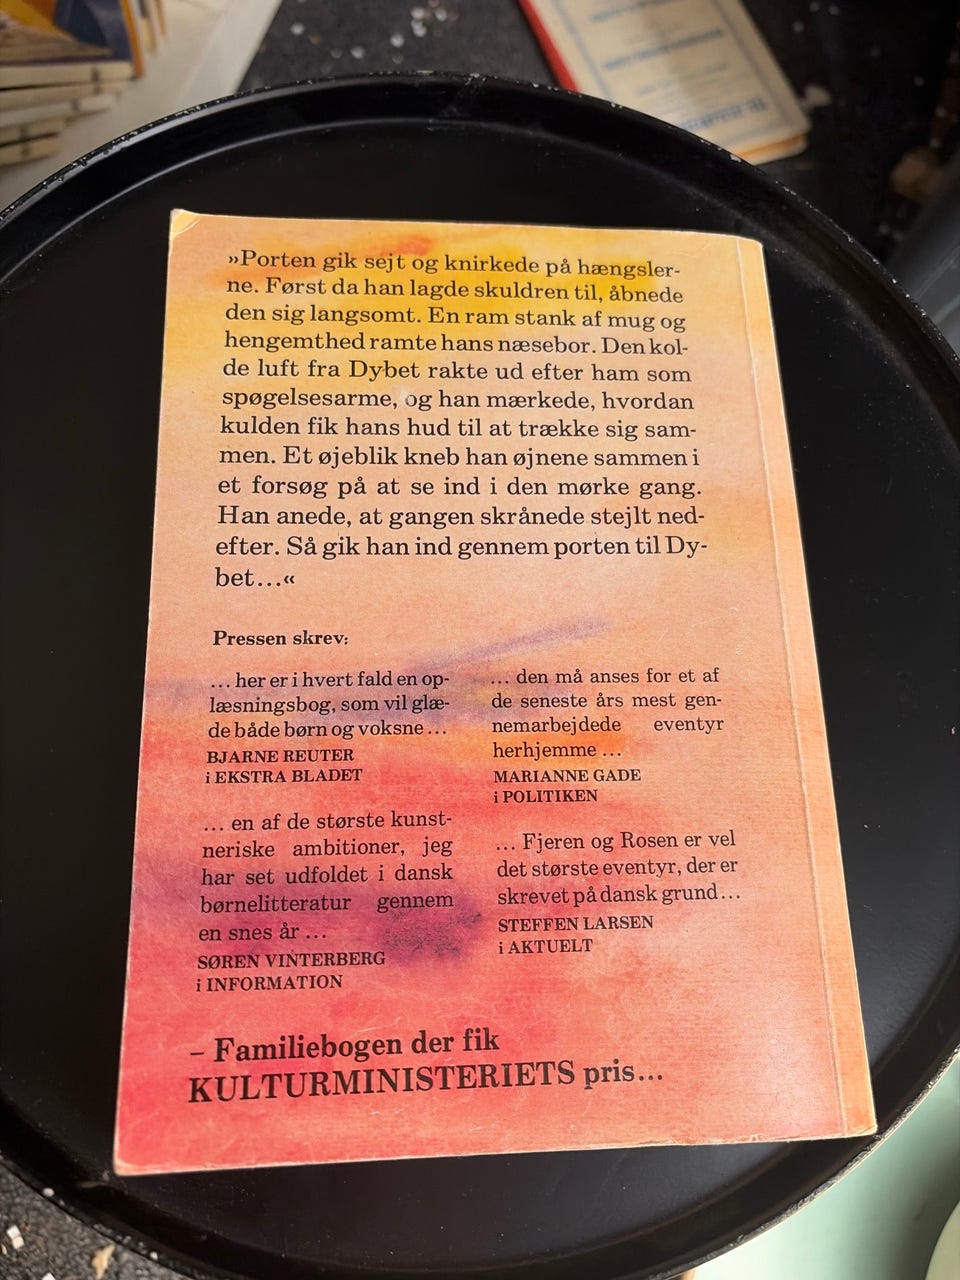 »Porten gik sejt og knirkede på hængsler-
ne. Først da han lagde skuldren til, åbnede
den sig langsomt. En ram stank af mug og
hengemthed ramte hans næsebor. Den kol-
de luft fra Dybet rakte ud efter ham som
spøgelsesarme, og han mærkede, hvordan
kulden fik hans hud til at trække sig sam-
men. Et øjeblik kneb han øjnene sammen i
et forsøg på at se ind i den mørke gang.
Han anede, at gangen skrånede stejlt ned-
efter. Så gik han ind gennem porten til Dy-
bet...«
Pressen skrev:
... her er i hvert fald en op-
læsningsbog, som vil glæ-
de både børn og voksne ...
BJARNE REUTER
i EKSTRA BLADET
... en af de største kunst-
neriske ambitioner, jeg
har set udfoldet i dansk
børnelitteratur gennem
en snes år ...
SØREN VINTERBERG
i INFORMATION
... den må anses for et af
de seneste års mest gen-
nemarbejdede eventyr
herhjemme ...
MARIANNE GADE
i POLITIKEN
... Fjeren og Rosen er vel
det største eventyr, der er
skrevet på dansk grund...
STEFFEN LARSEN
i AKTUELT
– Familiebogen der fik
KULTURMINISTERIETS pris...